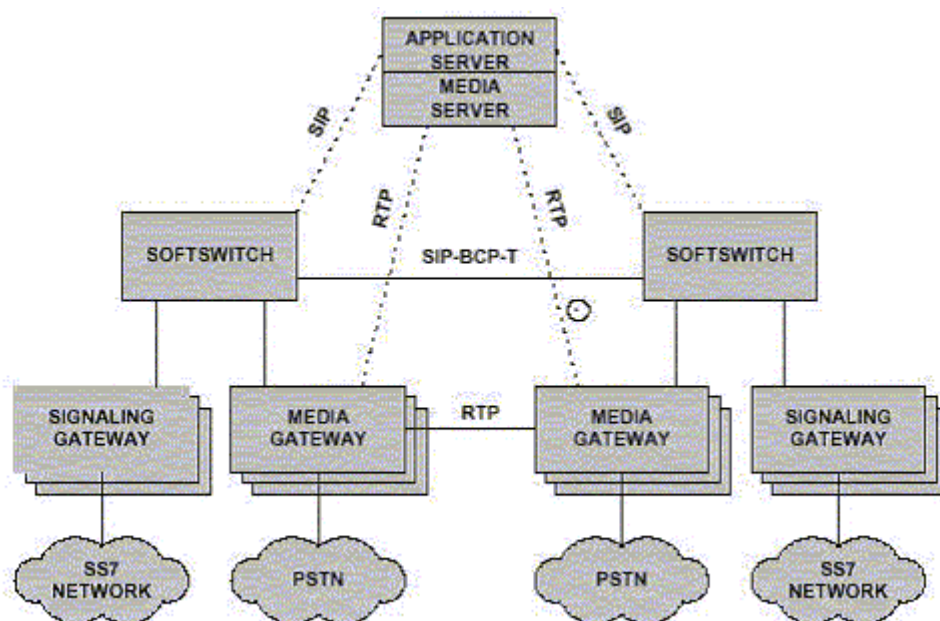 APPLICATION
SERVER
MEDIA
SERVER
SIP
SIP
RTP
RTP
SOFTSWITCH
SIP-BCP-T
SOFTSWITCH
SIGNALING
GATEWAY
MEDIA
GATEWAY
RTP
MEDIA
GATEWAY
SIGNALING
GATEWAY
SS7
NETWORK
PSTN
PSTN
SS7
NETWORK